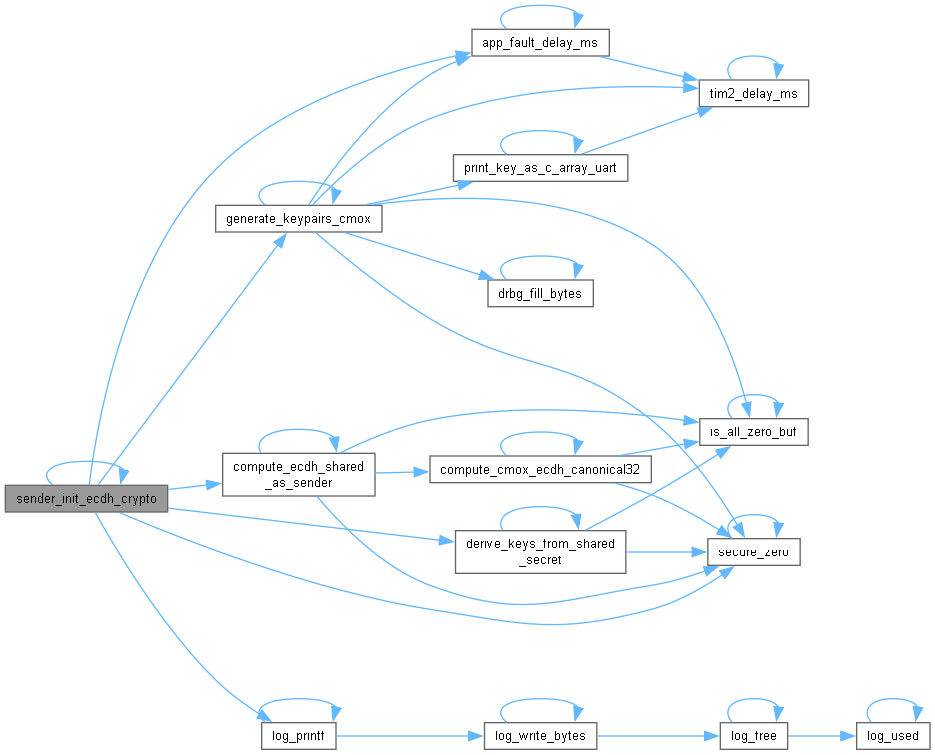 app_fault_delay_ms
tim2_delay_ms
print_key_as_c_array_uart
generate_keypairs_cmox
drbg_fill_bytes
is_all_zero_buf
compute_ecdh_shared
_as_sender
compute_cmox_ecdh_canonical32
sender_init_ecdh_crypto
derive_keys_from_shared
_secret
secure_zero
log_printf
log_write_bytes
log_free
log_used